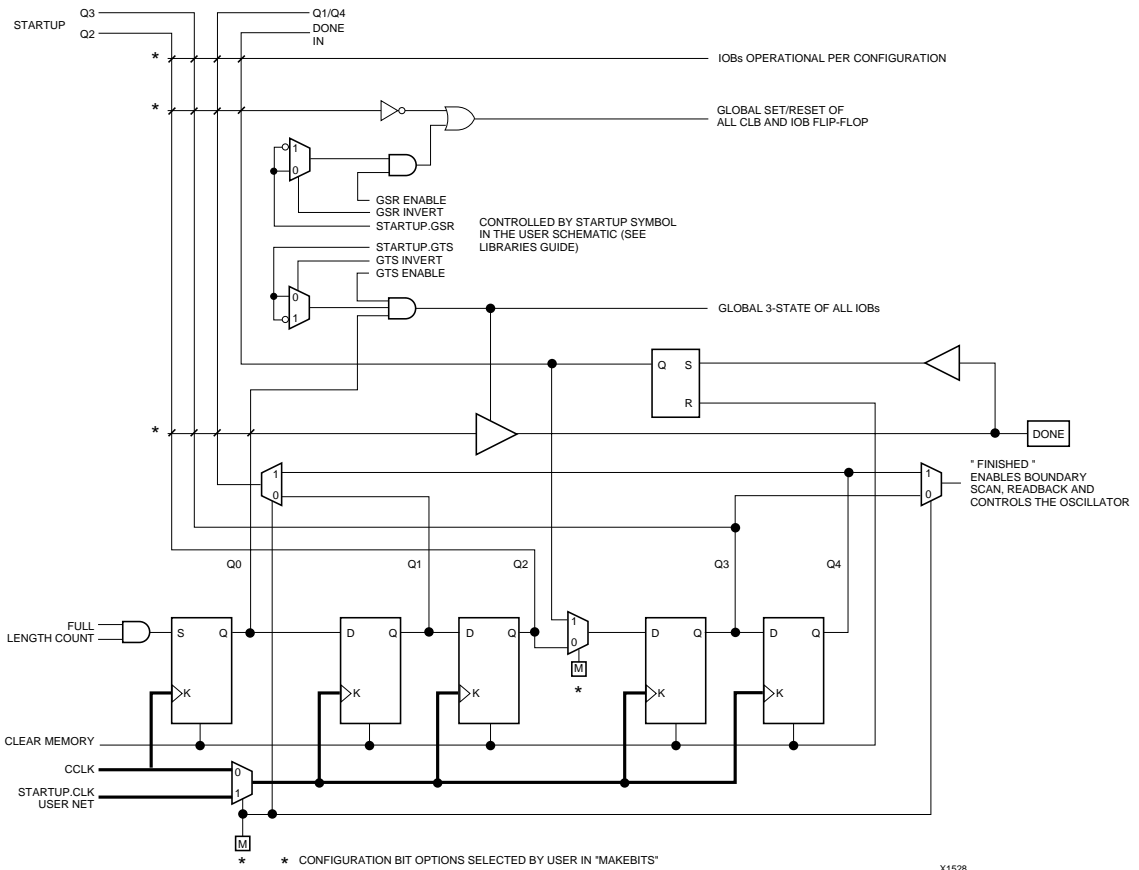 STARTUP
Q3
Q2
Q1/Q4
DONE
IN
*
IOBs OPERATIONAL PER CONFIGURATION
*
GLOBAL SET/RESET OF
ALL CLB AND IOB FLIP-FLOP
1
0
GSR ENABLE
GSR INVERT
STARTUP.GSR
CONTROLLED BY STARTUP SYMBOL
IN THE USER SCHEMATIC (SEE
LIBRARIES GUIDE)
STARTUP.GTS
GTS INVERT
GTS ENABLE
0
1
GLOBAL 3-STATE OF ALL IOBs
Q S
R
*
DONE
1
0
1
0
" FINISHED "
ENABLES BOUNDARY
SCAN, READBACK AND
CONTROLS THE OSCILLATOR
Q0
Q1
Q2
Q3
Q4
FULL
LENGTH COUNT
S Q
K
D Q
K
D Q
K
1
0
M
*
D Q
K
D Q
K
CLEAR MEMORY
CCLK
STARTUP.CLK
USER NET
0
1
M
*
* CONFIGURATION BIT OPTIONS SELECTED BY USER IN "MAKEBITS"
X1528